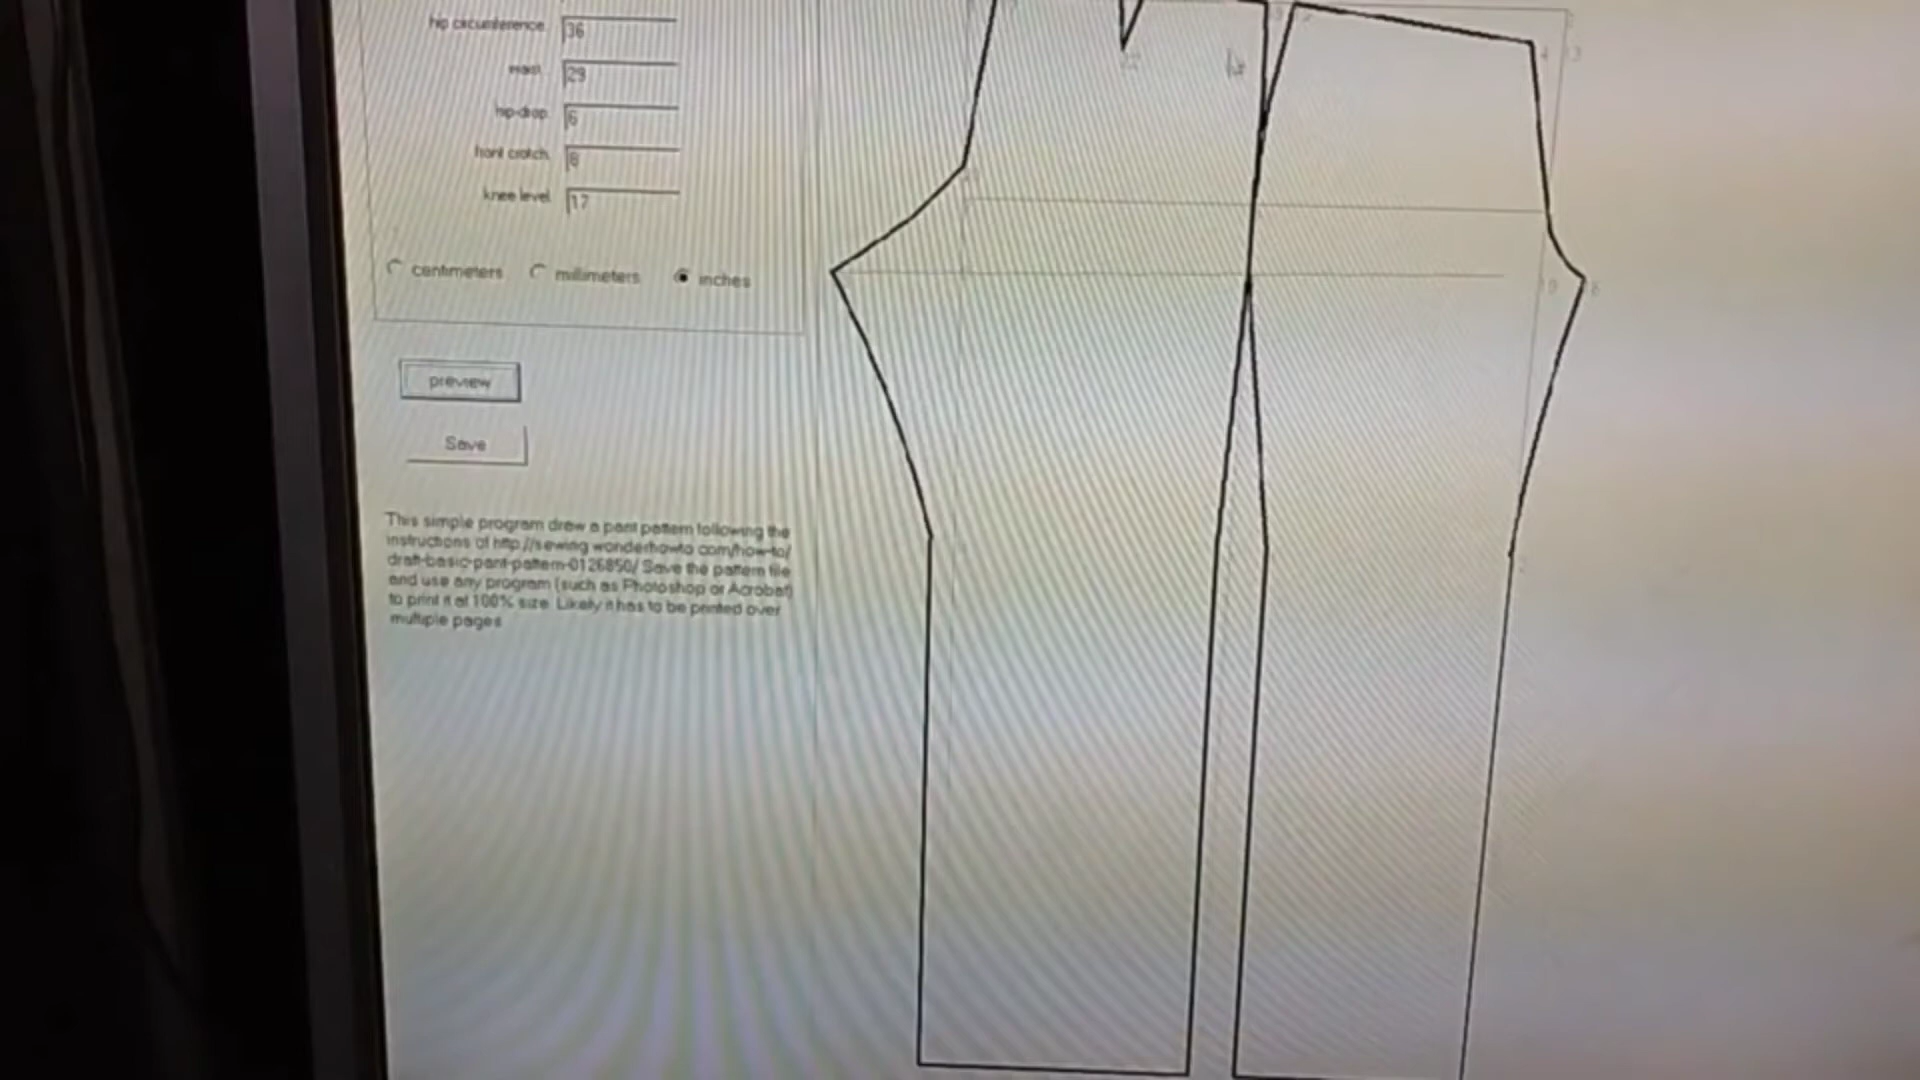 hip circumference 36
waist 29
hip-drop 6
front crotch 8
knee level 17
centimeters millimeters inches
preview
Save
This simple program draw a pant pattern following the
instructions of http://sewing.wonderhowto.com/how-to/
draft-basic-pant-pattern-0126850/ Save the pattern file
and use any program (such as Photoshop or Acrobat)
to print it at 100% size. Likely it has to be printed over
multiple pages